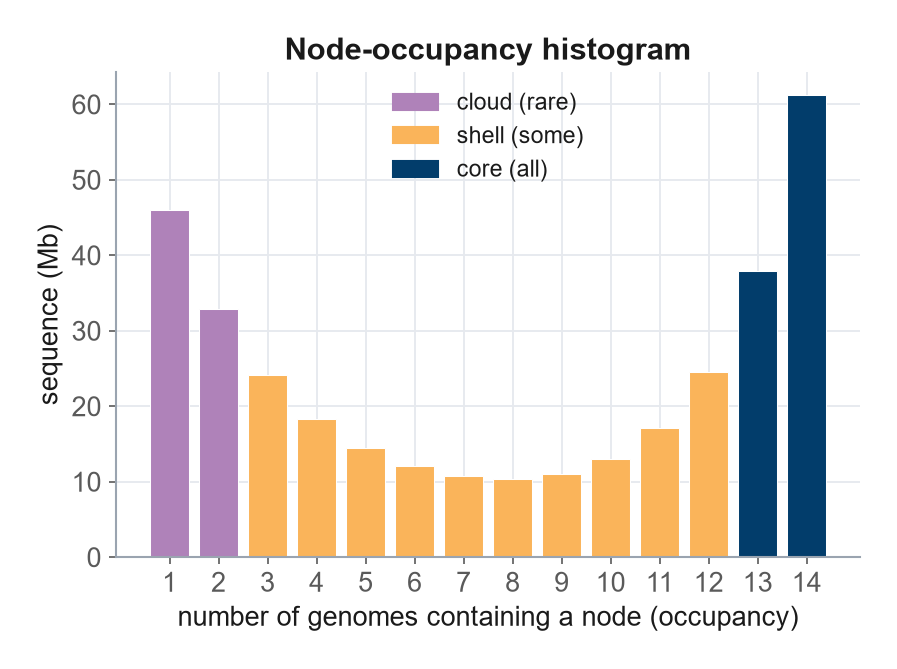 Node-occupancy histogram
cloud (rare)
shell (some)
core (all)
sequence (Mb)
60
50
40
30
20
10
0
1 2 3 4 5 6 7 8 9 10 11 12 13 14
number of genomes containing a node (occupancy)